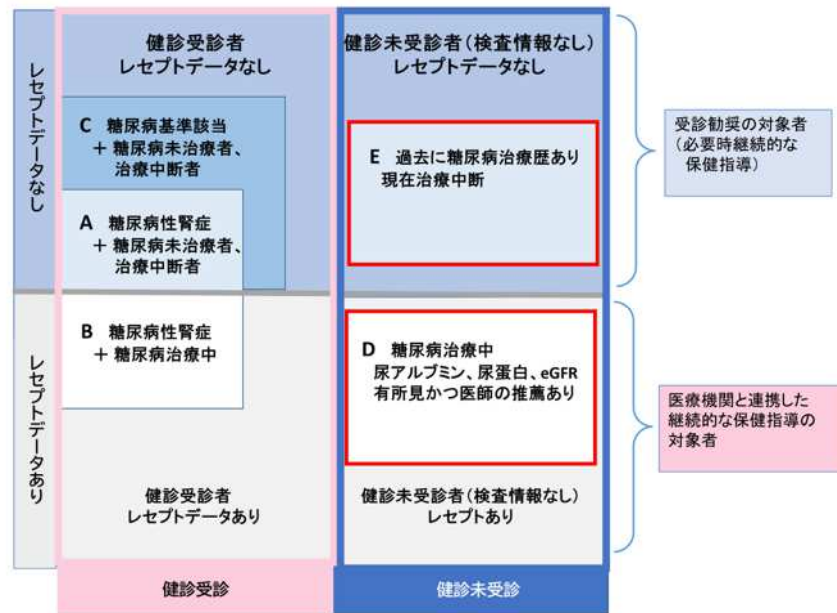 レセプトデータなし
レセプトデータあり
健診受診者
レセプトデータなし
C 糖尿病基準該当
+ 糖尿病未治療者、
治療中断者
A 糖尿病性腎症
+ 糖尿病未治療者、
治療中断者
B 糖尿病性腎症
+ 糖尿病治療中
健診受診者
レセプトデータあり
健診受診
健診未受診者(検査情報なし)
レセプトデータなし
E 過去に糖尿病治療歴あり
現在治療中断
D 糖尿病治療中
尿アルブミン、尿蛋白、eGFR
有所見かつ医師の推薦あり
健診未受診者(検査情報なし)
レセプトあり
健診未受診
受診勧奨の対象者
(必要時継続的な
保健指導)
医療機関と連携した
継続的な保健指導の
対象者